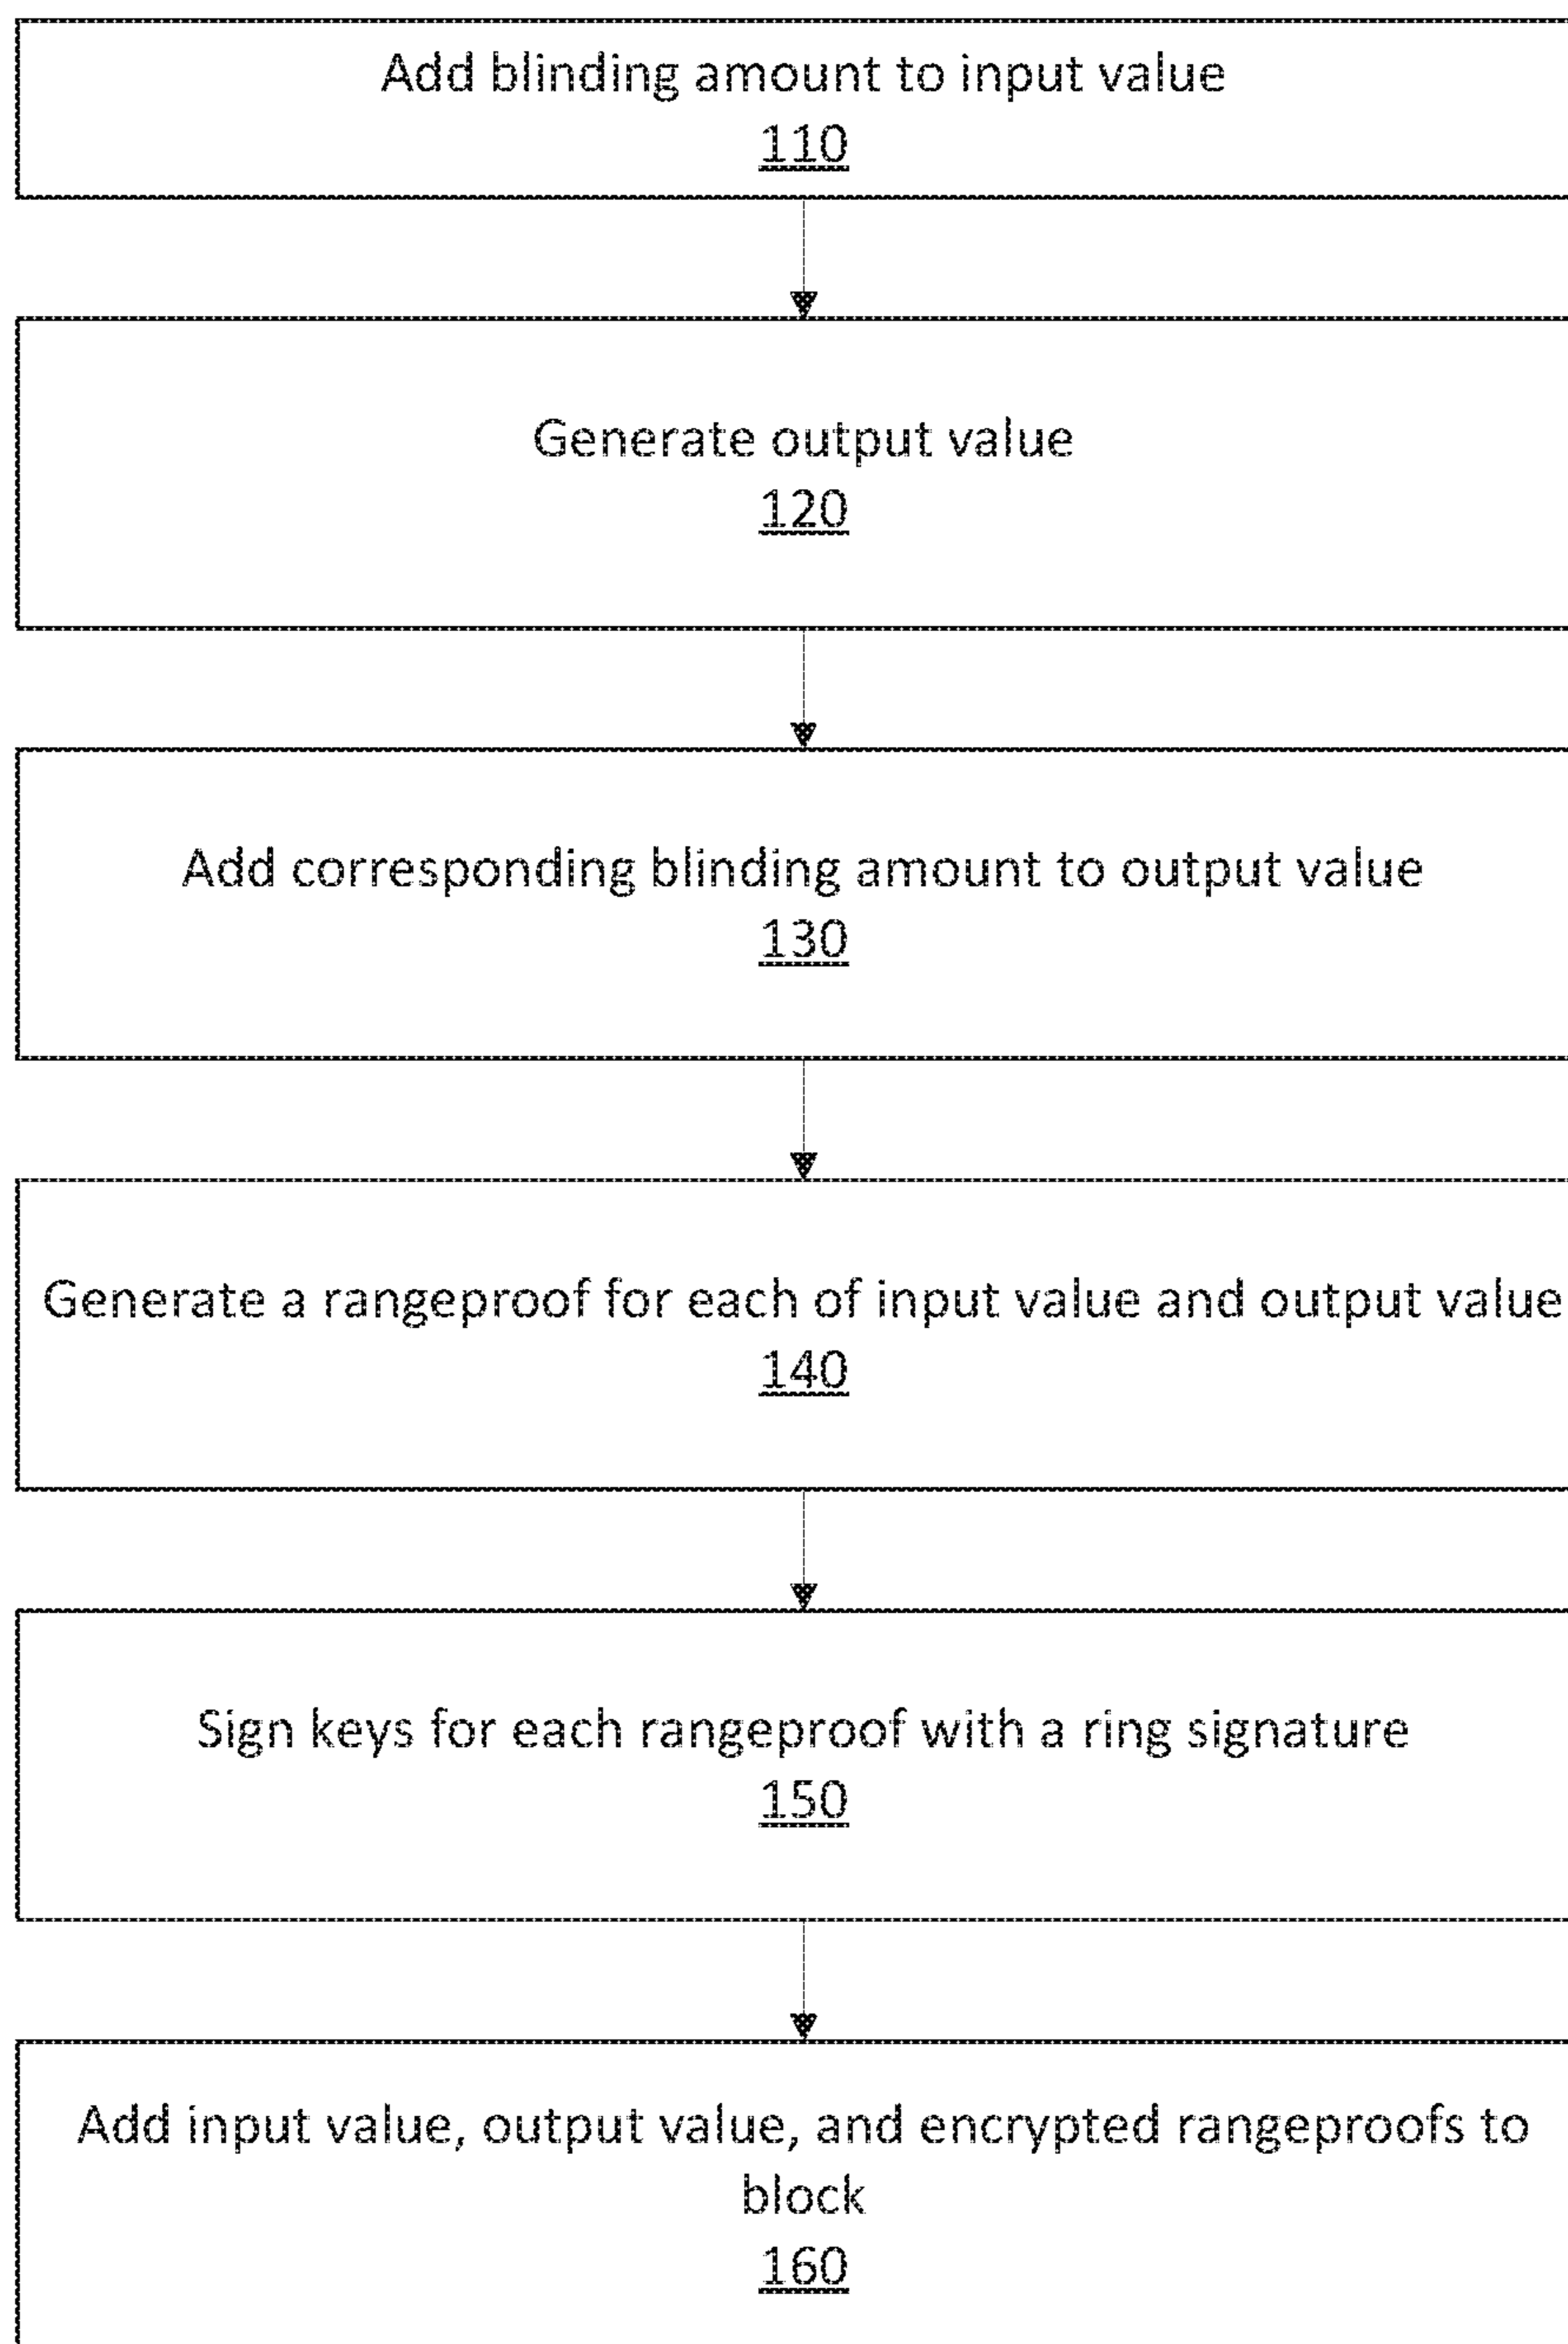 Add blinding amount to input value
110
Generate output value
120
Add corresponding blinding amount to output value
130
Generate a rangeproof for each of input value and output value
140
Sign keys for each rangeproof with a ring signature
150
Add input value, output value, and encrypted rangeproofs to
block
160